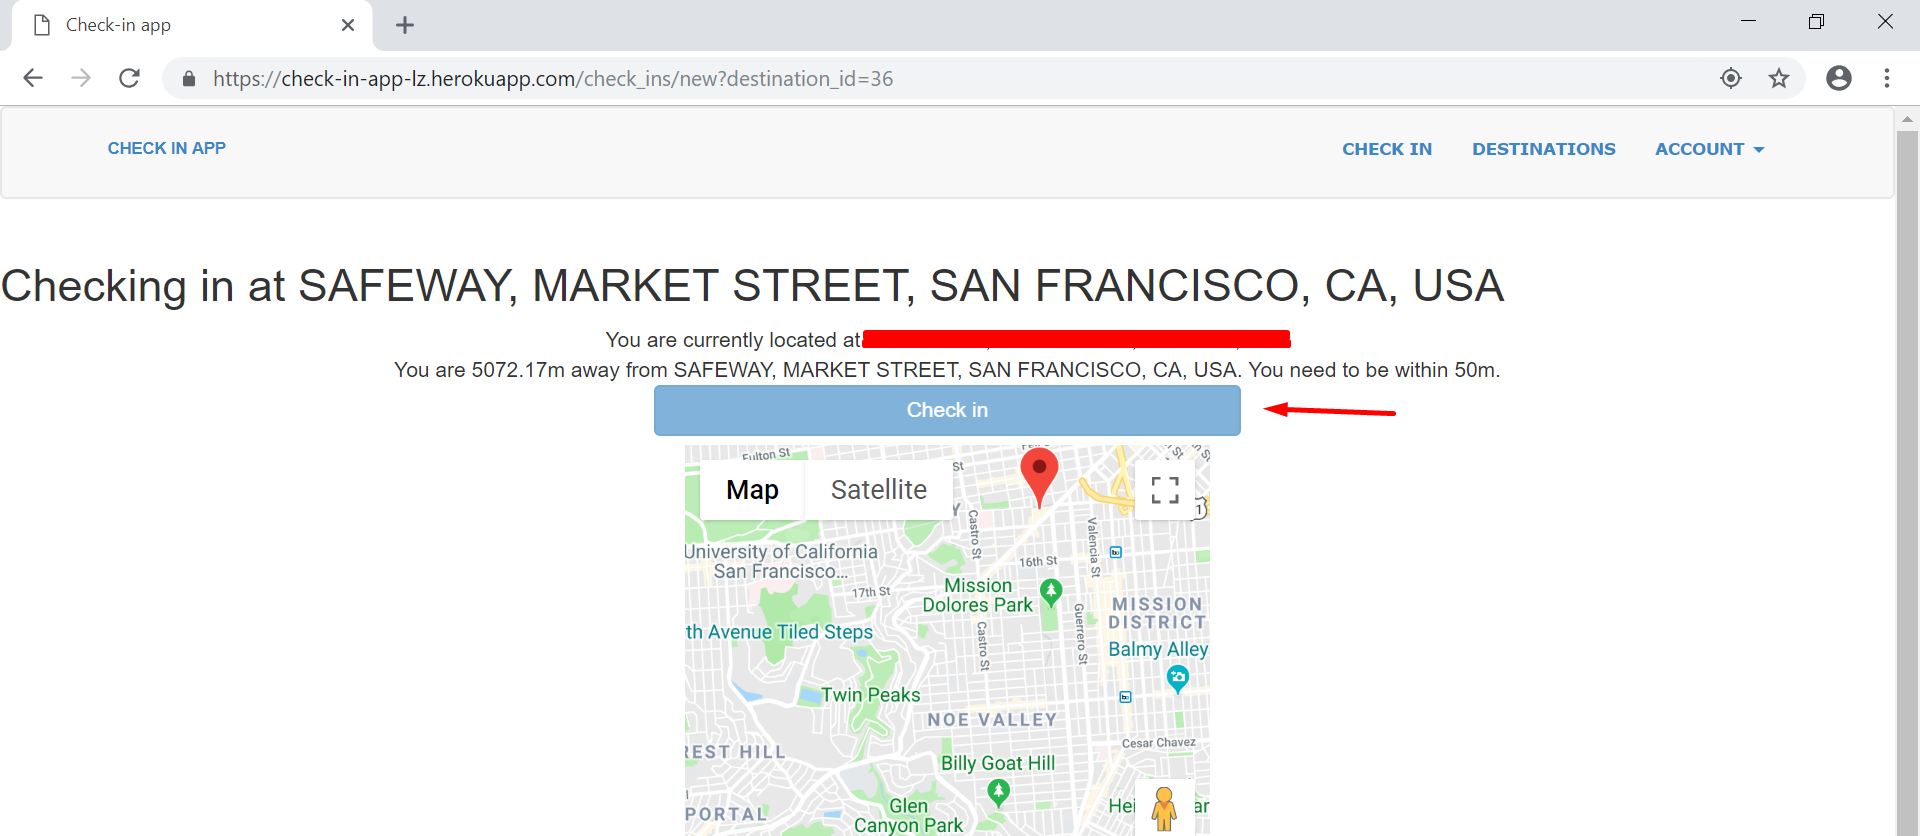 Check-in app
https://check-in-app-lz.herokuapp.com/check_ins/new?destination_id=36
CHECK IN APP
CHECK IN
DESTINATIONS
ACCOUNT
Checking in at SAFEWAY, MARKET STREET, SAN FRANCISCO, CA, USA
You are currently located at
You are 5072.17m away from SAFEWAY, MARKET STREET, SAN FRANCISCO, CA, USA. You need to be within 50m.
Check in
Fulton St
St
Map
Satellite
Castro St
Valencia St
University of California
San Francisco...
16th St
17th St
Mission
Dolores Park
Guerrero St
MISSION
DISTRICT
th Avenue Tiled Steps
Castro St
Balmy Alley
Twin Peaks
NOE VALLEY
Cesar Chavez
REST HILL
Billy Goat Hill
Glen
Canyon Park
PORTAL
Hei
ar